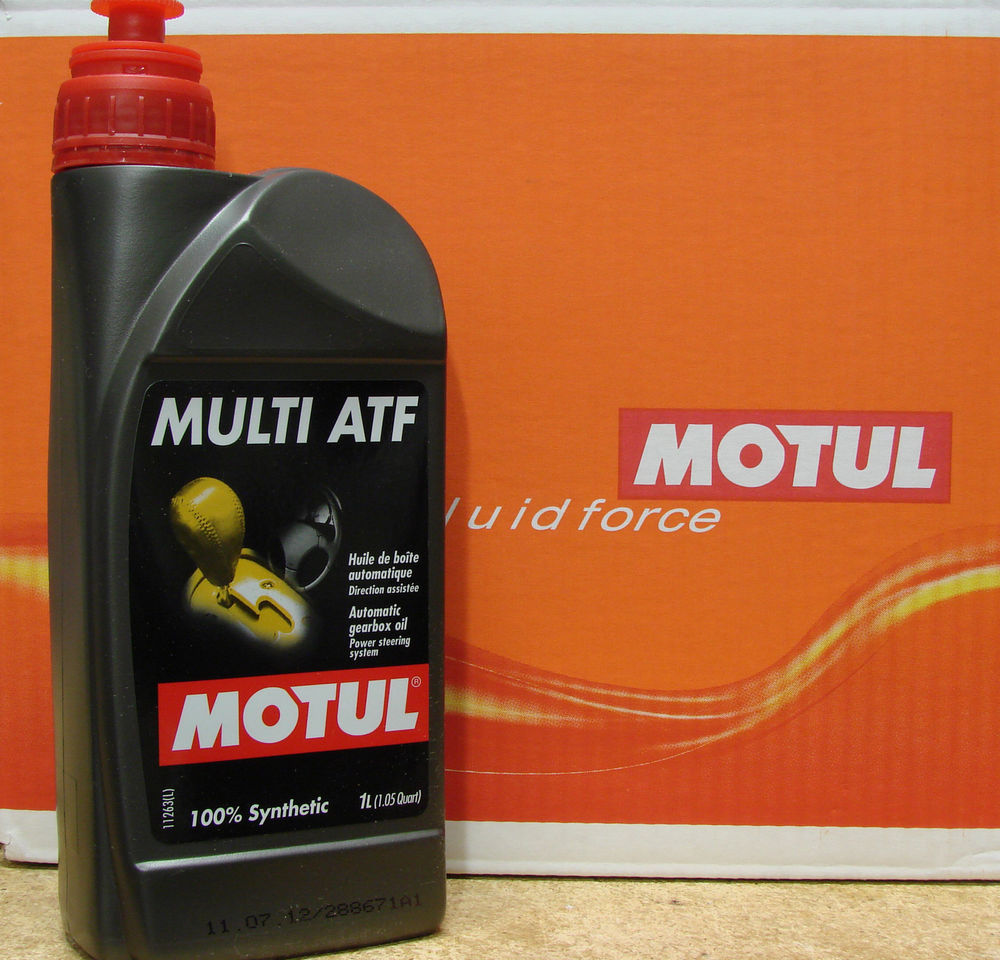 MULTI ATF
Huile de boîte
automatique
Direction assistée
Automatic
gearbox oil
Power steering
system
MOTUL®
11263(L)
100% Synthetic
1L (1.05 Quart)
11.07.12/288671A1
MOTUL
luid force